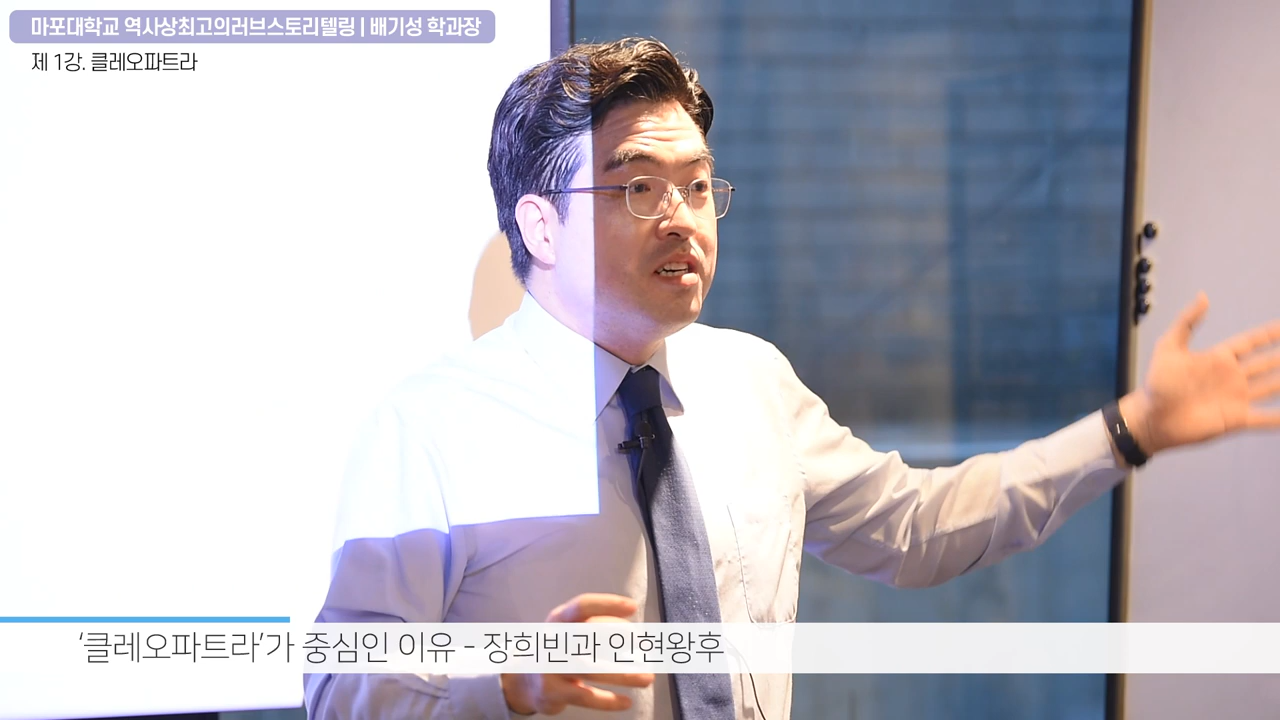 마포대학교 역사상최고의러브스토리텔링 | 배기성 학과장
제 1강. 클레오파트라
‘클레오파트라’가 중심인 이유 - 장희빈과 인현왕후